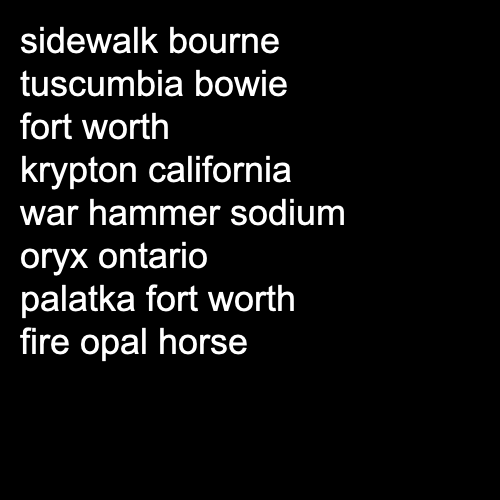 sidewalk bourne
tuscumbia bowie
fort worth
krypton california
war hammer sodium
oryx ontario
palatka fort worth
fire opal horse